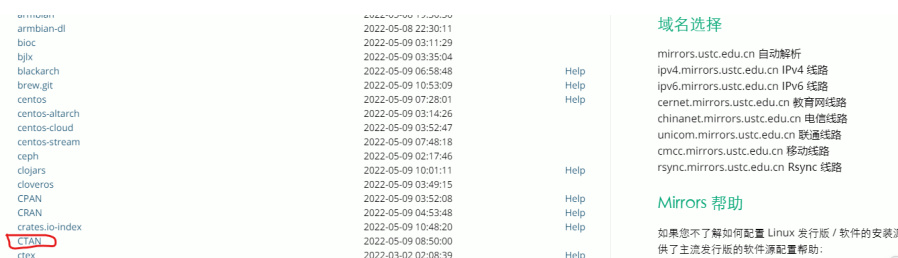 armbian 2022-05-08 19:50:50
armbian-dl 2022-05-08 22:30:11
bioc 2022-05-09 03:11:29
bjlx 2022-05-09 03:35:04
blackarch 2022-05-09 06:58:48 Help
brew.git 2022-05-09 10:53:09 Help
centos 2022-05-09 07:28:01 Help
centos-altarch 2022-05-09 03:14:26
centos-cloud 2022-05-09 03:52:47
centos-stream 2022-05-09 07:48:18
ceph 2022-05-09 02:17:46
clojars 2022-05-09 10:01:11 Help
cloveros 2022-05-09 03:49:15
CPAN 2022-05-09 03:52:08 Help
CRAN 2022-05-09 04:53:48 Help
crates.io-index 2022-05-09 10:48:20 Help
CTAN 2022-05-09 08:50:00
ctex 2022-03-02 02:08:39 Help
域名选择
mirrors.ustc.edu.cn 自动解析
ipv4.mirrors.ustc.edu.cn IPv4 线路
ipv6.mirrors.ustc.edu.cn IPv6 线路
cernet.mirrors.ustc.edu.cn 教育网线路
chinanet.mirrors.ustc.edu.cn 电信线路
unicom.mirrors.ustc.edu.cn 联通线路
cmcc.mirrors.ustc.edu.cn 移动线路
rsync.mirrors.ustc.edu.cn Rsync 线路
Mirrors 帮助
如果您不了解如何配置 Linux 发行版 / 软件的安装
供了主流发行版的软件源配置帮助: